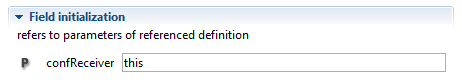 Field initialization
refers to parameters of referenced definition
P confReceiver this